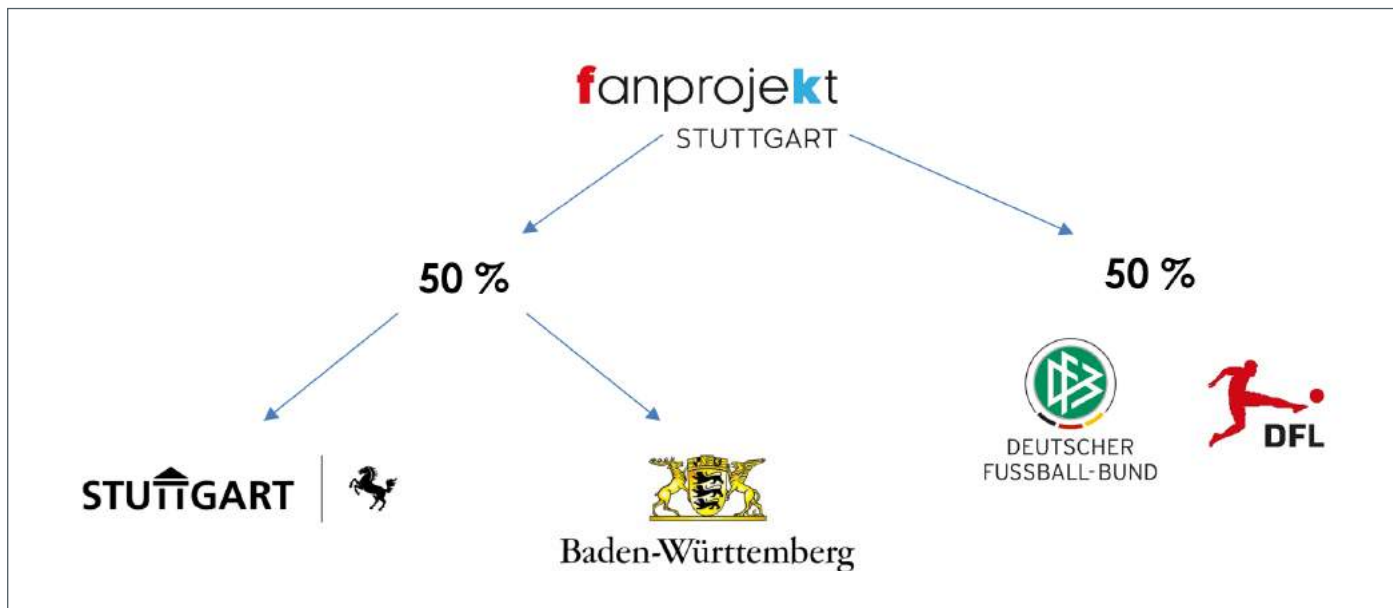 fanprojekt
STUTTGART
50 %
50 %
DEUTSCHER
FUSSBALL-BUND
DFL
STUTTGART
Baden-Württemberg